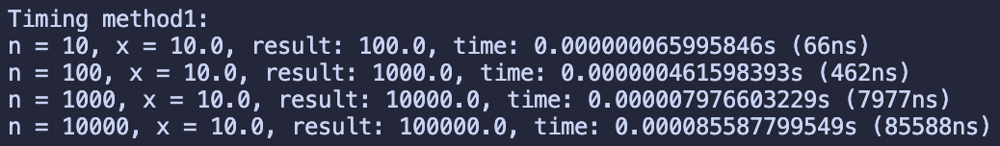 Timing method1:
n = 10, x = 10.0, result: 100.0, time: 0.000000065995846s (66ns)
n = 100, x = 10.0, result: 1000.0, time: 0.000000461598393s (462ns)
n = 1000, x = 10.0, result: 10000.0, time: 0.000007976603229s (7977ns)
n = 10000, x = 10.0, result: 100000.0, time: 0.000085587799549s (85588ns)